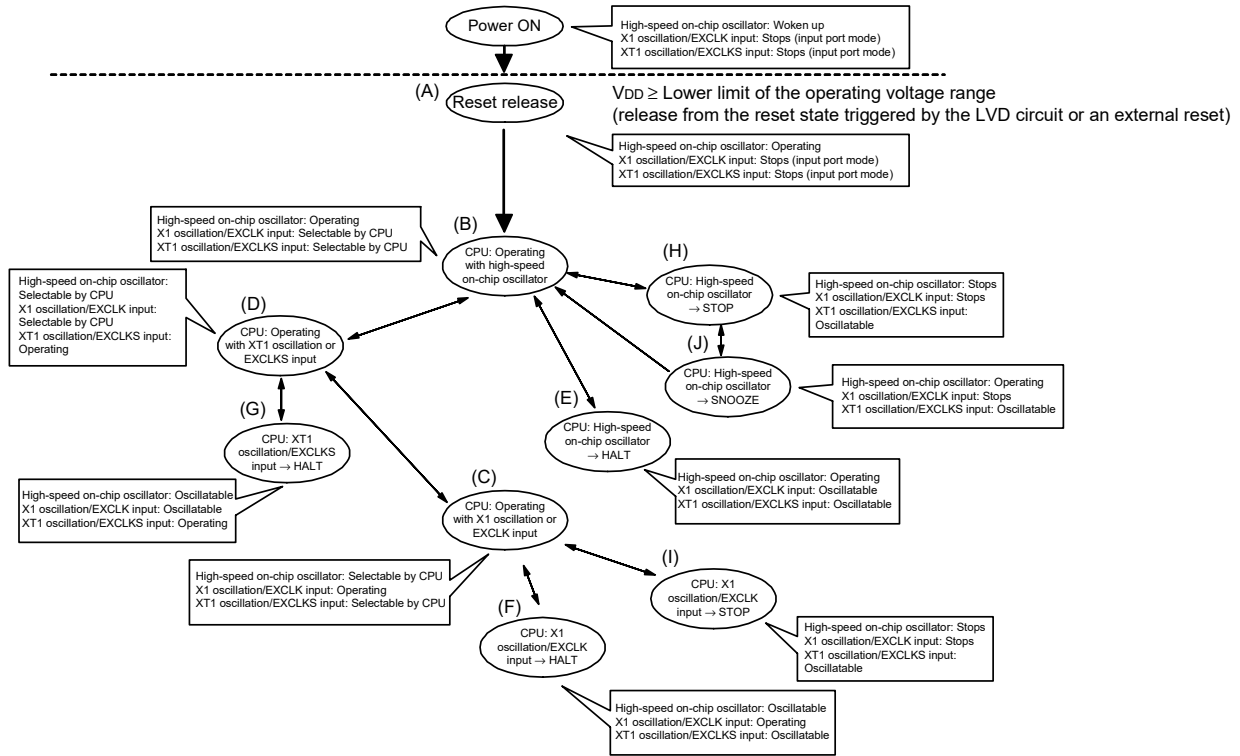 Power ON
High-speed on-chip oscillator: Woken up
X1 oscillation/EXCLK input: Stops (input port mode)
XT1 oscillation/EXCLKS input: Stops (input port mode)
(A)
Reset release
VDD ≥ Lower limit of the operating voltage range
(release from the reset state triggered by the LVD circuit or an external reset)
High-speed on-chip oscillator: Operating
X1 oscillation/EXCLK input: Stops (input port mode)
XT1 oscillation/EXCLKS input: Stops (input port mode)
High-speed on-chip oscillator: Operating
X1 oscillation/EXCLK input: Selectable by CPU
XT1 oscillation/EXCLKS input: Selectable by CPU
(B)
CPU: Operating
with high-speed
on-chip oscillator
(H)
CPU: High-speed
on-chip oscillator
→ STOP
High-speed on-chip oscillator: Stops
X1 oscillation/EXCLK input: Stops
XT1 oscillation/EXCLKS input:
Oscillatable
High-speed on-chip oscillator:
Selectable by CPU
X1 oscillation/EXCLK input:
Selectable by CPU
XT1 oscillation/EXCLKS input:
Operating
(D)
CPU: Operating
with XT1 oscillation or
EXCLKS input
(J)
CPU: High-speed
on-chip oscillator
→ SNOOZE
High-speed on-chip oscillator: Operating
X1 oscillation/EXCLK input: Stops
XT1 oscillation/EXCLKS input: Oscillatable
(G)
CPU: XT1
oscillation/EXCLKS
input → HALT
(E)
CPU: High-speed
on-chip oscillator
→ HALT
High-speed on-chip oscillator: Operating
X1 oscillation/EXCLK input: Oscillatable
XT1 oscillation/EXCLKS input: Oscillatable
High-speed on-chip oscillator: Oscillatable
X1 oscillation/EXCLK input: Oscillatable
XT1 oscillation/EXCLKS input: Operating
(C)
CPU: Operating
with X1 oscillation or
EXCLK input
High-speed on-chip oscillator: Selectable by CPU
X1 oscillation/EXCLK input: Operating
XT1 oscillation/EXCLKS input: Selectable by CPU
(I)
CPU: X1
oscillation/EXCLK
input → STOP
High-speed on-chip oscillator: Stops
X1 oscillation/EXCLK input: Stops
XT1 oscillation/EXCLKS input:
Oscillatable
(F)
CPU: X1
oscillation/EXCLK
input → HALT
High-speed on-chip oscillator: Oscillatable
X1 oscillation/EXCLK input: Operating
XT1 oscillation/EXCLKS input: Oscillatable